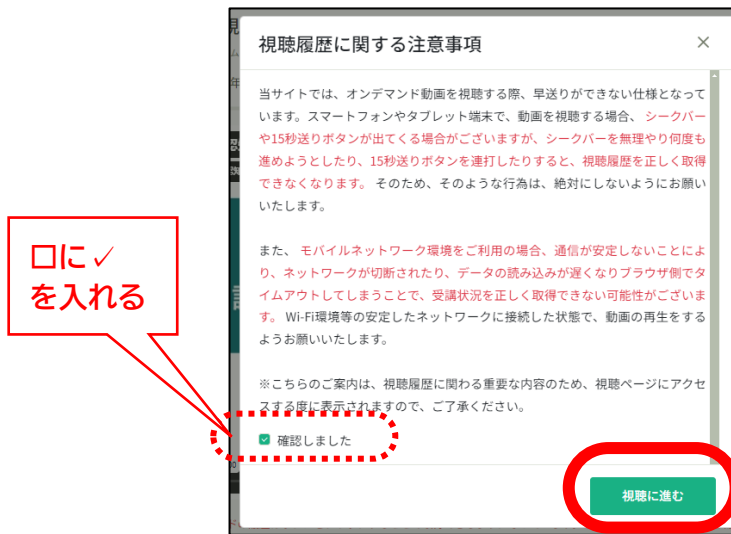 視聴履歴に関する注意事項
×
当サイトでは、オンデマンド動画を視聴する際、早送りができない仕様となって
います。スマートフォンやタブレット端末で、動画を視聴する場合、 シークバー
や15秒送りボタンが出てくる場合がございますが、シークバーを無理やり何度も
進めようとしたり、15秒送りボタンを連打したりすると、視聴履歴を正しく取得
できなくなります。 そのため、そのような行為は、絶対にしないようにお願い
いたします。
また、 モバイルネットワーク環境をご利用の場合、通信が安定しないことによ
り、ネットワークが切断されたり、データの読み込みが遅くなりブラウザ側でタ
イムアウトしてしまうことで、受講状況を正しく取得できない可能性がございま
す。 Wi-Fi環境等の安定したネットワークに接続した状態で、動画の再生をする
ようお願いいたします。
※こちらのご案内は、視聴履歴に関わる重要な内容のため、視聴ページにアクセ
スする度に表示されますので、ご了承ください。
確認しました
視聴に進む
□に✓
を入れる